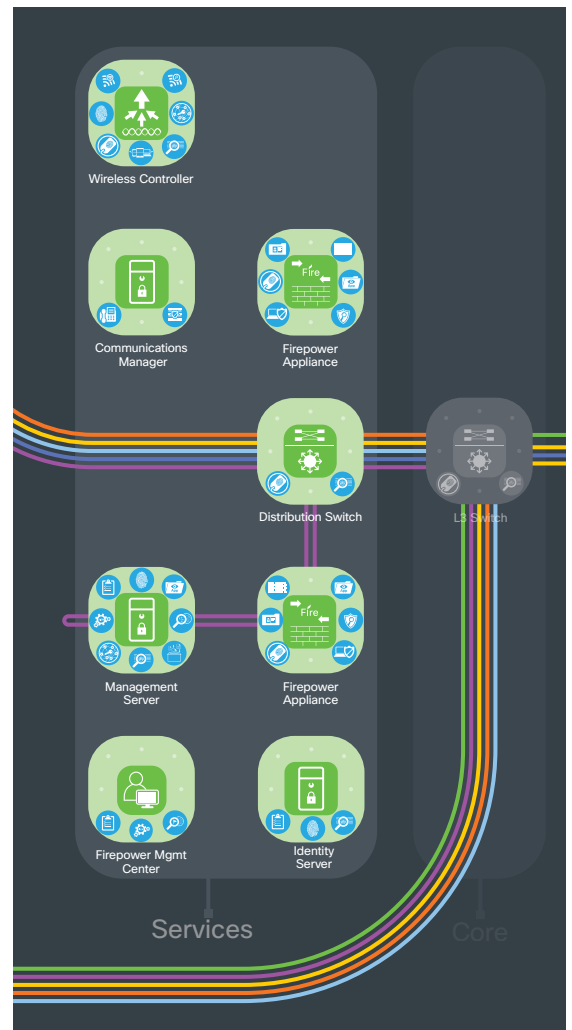 Wireless Controller
Communications
Manager
Fire
Firepower
Appliance
Distribution Switch
L3 Switch
Management
Server
Fire
Firepower
Appliance
Firepower Mgmt
Center
Identity
Server
Services
Core